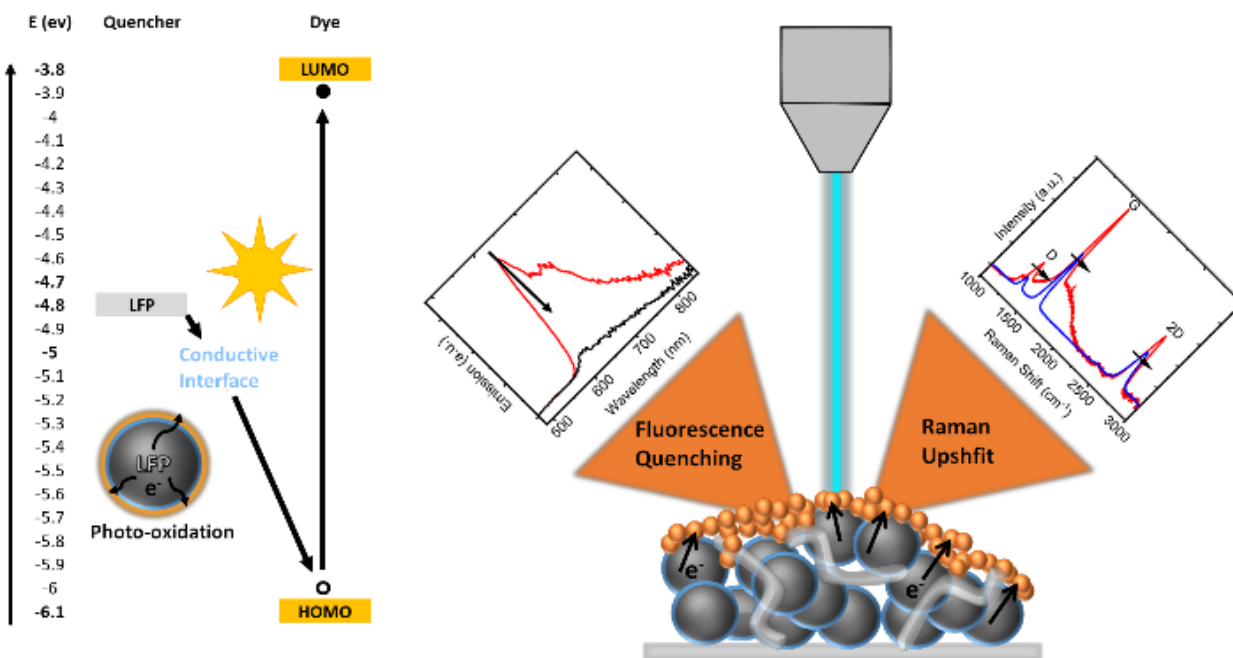 E (ev)
Quencher
Dye
-3.8
-3.9
-4
-4.1
-4.2
-4.3
-4.4
-4.5
-4.6
-4.7
-4.8
-4.9
-5
-5.1
-5.2
-5.3
-5.4
-5.5
-5.6
-5.7
-5.8
-5.9
-6
-6.1
LUMO
LFP
Conductive
Interface
LFP
e-
Photo-oxidation
HOMO
Emission (a.u.)
500
600
700
800
Wavelength (nm)
Fluorescence
Quenching
Intensity (a.u.)
D
G
2D
1000
1500
2000
2500
3000
Raman Shift (cm-1)
Raman
Upshfit
e-
e-